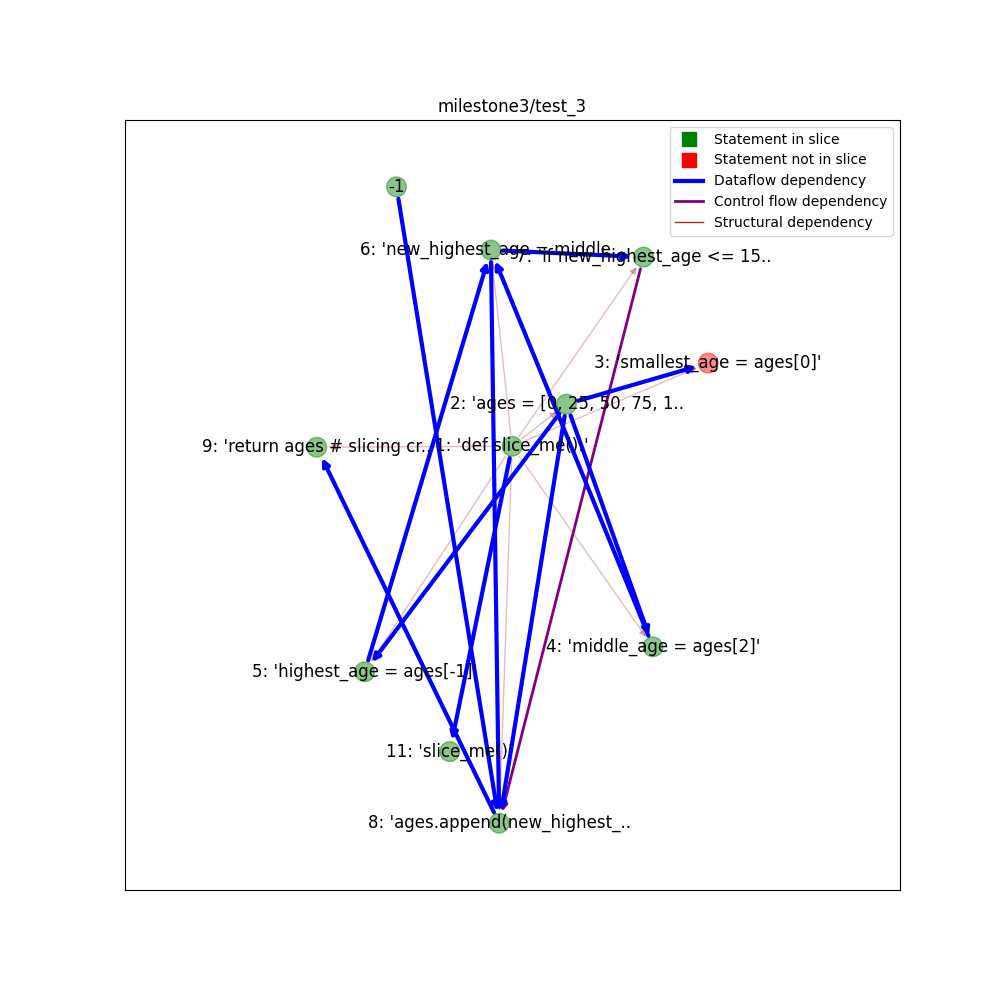 milestone3/test_3
Statement in slice
Statement not in slice
Dataflow dependency
Control flow dependency
Structural dependency
-1
6: 'new_highest_age = middle..
7: 'if new_highest_age <= 15..
3: 'smallest_age = ages[0]'
2: 'ages = [0, 25, 50, 75, 1..
9: 'return ages # slicing cr..
1: 'def slice_me():'
4: 'middle_age = ages[2]'
5: 'highest_age = ages[-1]'
11: 'slice_me()'
8: 'ages.append(new_highest_..